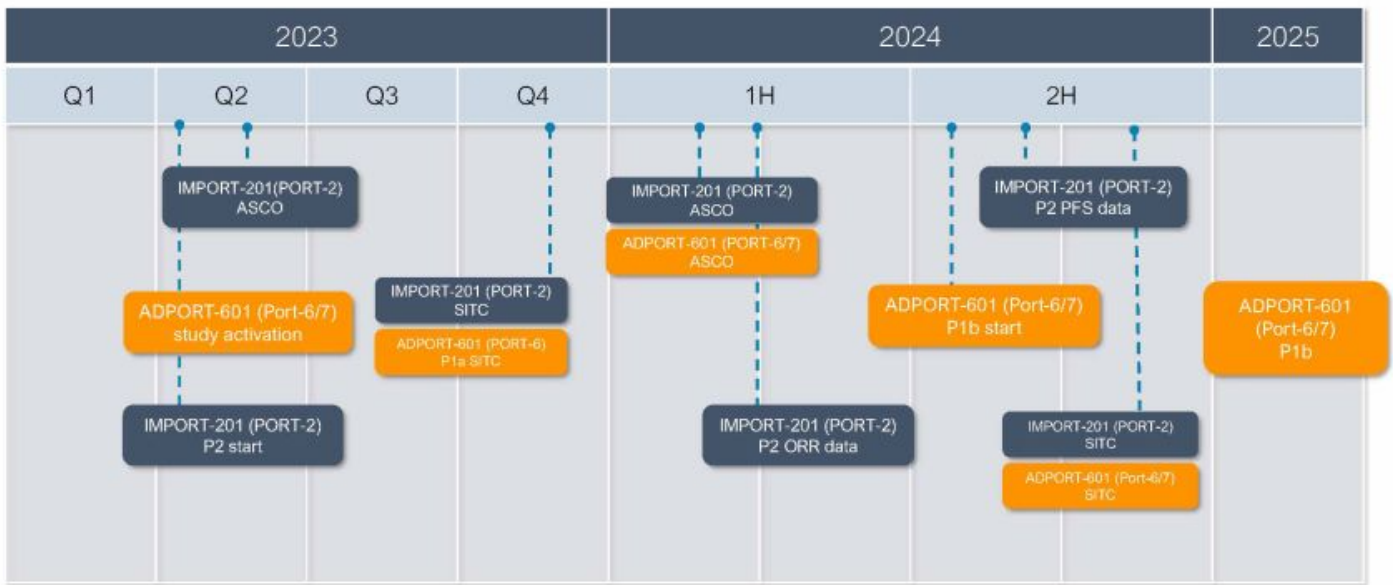 2023
2024
2025
Q1
Q2
Q3
Q4
1H
2H
IMPORT-201(PORT-2)
ASCO
ADPORT-601 (Port-6/7)
study activation
IMPORT-201 (PORT-2)
P2 start
IMPORT-201 (PORT-2)
SITC
ADPORT-601 (PORT-6)
P1a SITC
IMPORT-201 (PORT-2)
ASCO
ADPORT-601 (PORT-6/7)
ASCO
IMPORT-201 (PORT-2)
P2 ORR data
ADPORT-601 (Port-6/7)
P1b start
IMPORT-201 (PORT-2)
P2 PFS data
IMPORT-201 (PORT-2)
SITC
ADPORT-601 (Port-6/7)
SITC
ADPORT-601
(Port-6/7)
P1b